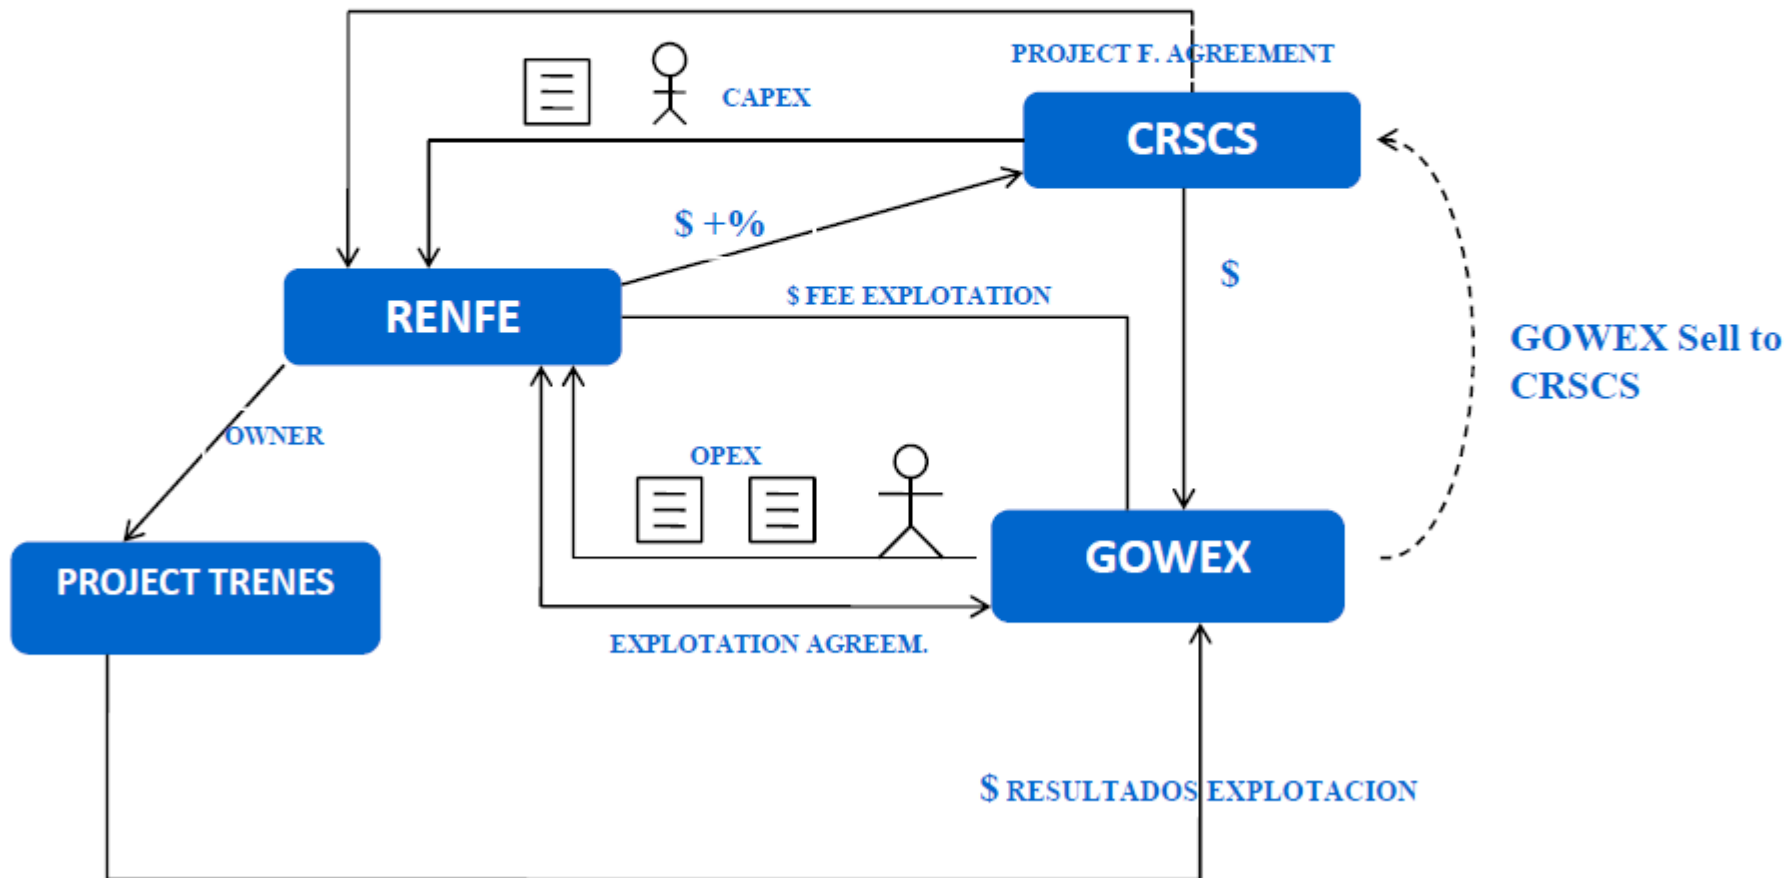 PROJECT F. AGREEMENT
CAPEX
CRSCS
$ +%
$
RENFE
$ FEE EXPLOTATION
GOWEX Sell to
CRSCS
OWNER
OPEX
GOWEX
PROJECT TRENES
EXPLOTATION AGREEM.
$ RESULTADOS EXPLOTACION